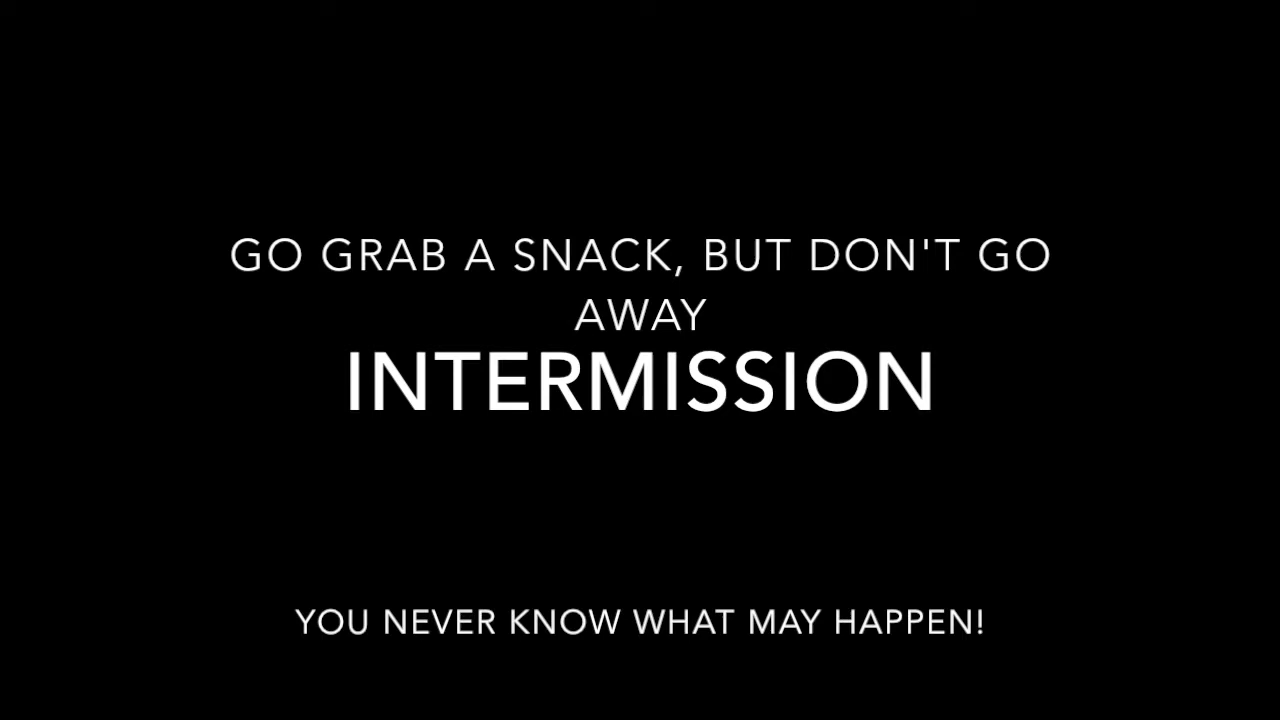 GO GRAB A SNACK, BUT DON'T GO
AWAY
INTERMISSION
YOU NEVER KNOW WHAT MAY HAPPEN!